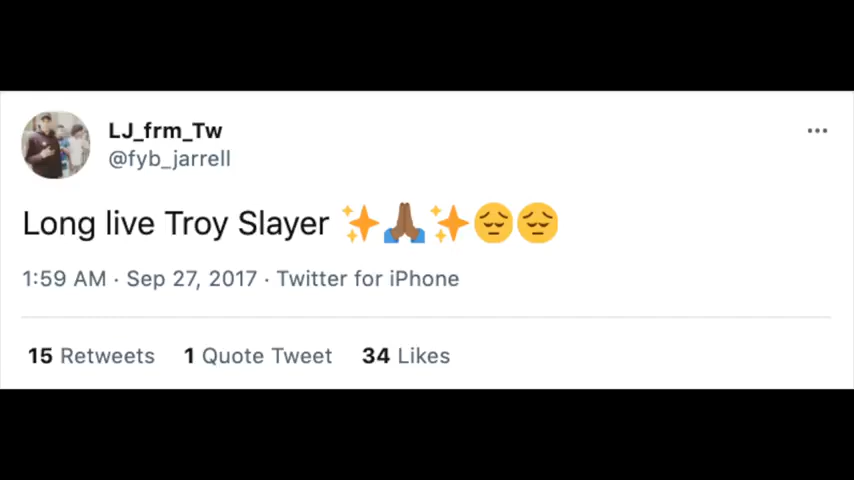 LJ_frm_Tw
@fyb_jarrell
Long live Troy Slayer ✨🙏🏾✨😔😔
1:59 AM · Sep 27, 2017 · Twitter for iPhone
15 Retweets 1 Quote Tweet 34 Likes